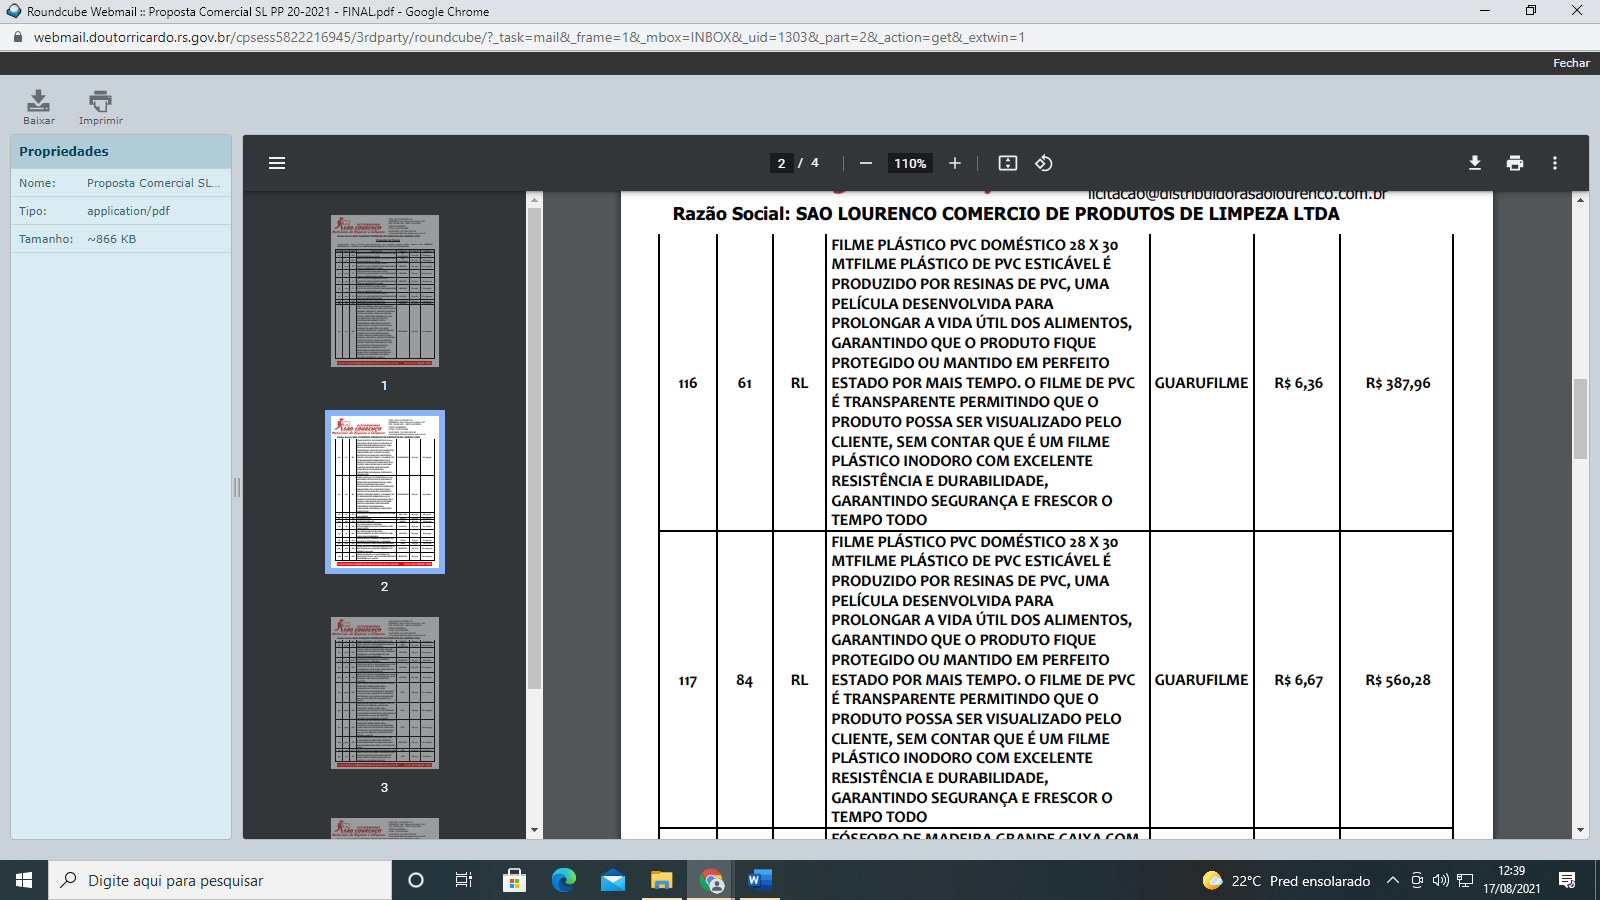 Roundcube Webmail :: Proposta Comercial SL PP 20-2021 - FINAL.pdf - Google Chrome
webmail.doutorricardo.rs.gov.br/cpsess5822216945/3rdparty/roundcube/?_task=mail&_frame=1&_mbox=INBOX&_uid=1303&_part=2&_action=get&_extwin=1
Fechar
Baixar
Imprimir
Propriedades
Nome: Proposta Comercial SL...
Tipo: application/pdf
Tamanho: ~866 KB
2 / 4
110%
1
2
3
licitacao@distribuidorasaolourenco.com.br
Razão Social: SAO LOURENCO COMERCIO DE PRODUTOS DE LIMPEZA LTDA
116 61 RL
FILME PLÁSTICO PVC DOMÉSTICO 28 X 30
MTFILME PLÁSTICO DE PVC ESTICÁVEL É
PRODUZIDO POR RESINAS DE PVC, UMA
PELÍCULA DESENVOLVIDA PARA
PROLONGAR A VIDA ÚTIL DOS ALIMENTOS,
GARANTINDO QUE O PRODUTO FIQUE
PROTEGIDO OU MANTIDO EM PERFEITO
ESTADO POR MAIS TEMPO. O FILME DE PVC
É TRANSPARENTE PERMITINDO QUE O
PRODUTO POSSA SER VISUALIZADO PELO
CLIENTE, SEM CONTAR QUE É UM FILME
PLÁSTICO INODORO COM EXCELENTE
RESISTÊNCIA E DURABILIDADE,
GARANTINDO SEGURANÇA E FRESCOR O
TEMPO TODO
GUARUFILME R$ 6,36 R$ 387,96
117 84 RL
FILME PLÁSTICO PVC DOMÉSTICO 28 X 30
MTFILME PLÁSTICO DE PVC ESTICÁVEL É
PRODUZIDO POR RESINAS DE PVC, UMA
PELÍCULA DESENVOLVIDA PARA
PROLONGAR A VIDA ÚTIL DOS ALIMENTOS,
GARANTINDO QUE O PRODUTO FIQUE
PROTEGIDO OU MANTIDO EM PERFEITO
ESTADO POR MAIS TEMPO. O FILME DE PVC
É TRANSPARENTE PERMITINDO QUE O
PRODUTO POSSA SER VISUALIZADO PELO
CLIENTE, SEM CONTAR QUE É UM FILME
PLÁSTICO INODORO COM EXCELENTE
RESISTÊNCIA E DURABILIDADE,
GARANTINDO SEGURANÇA E FRESCOR O
TEMPO TODO
GUARUFILME R$ 6,67 R$ 560,28
FÓSFORO DE MADEIRA GRANDE CAIXA COM
Digite aqui para pesquisar
22°C Pred ensolarado
12:39
17/08/2021